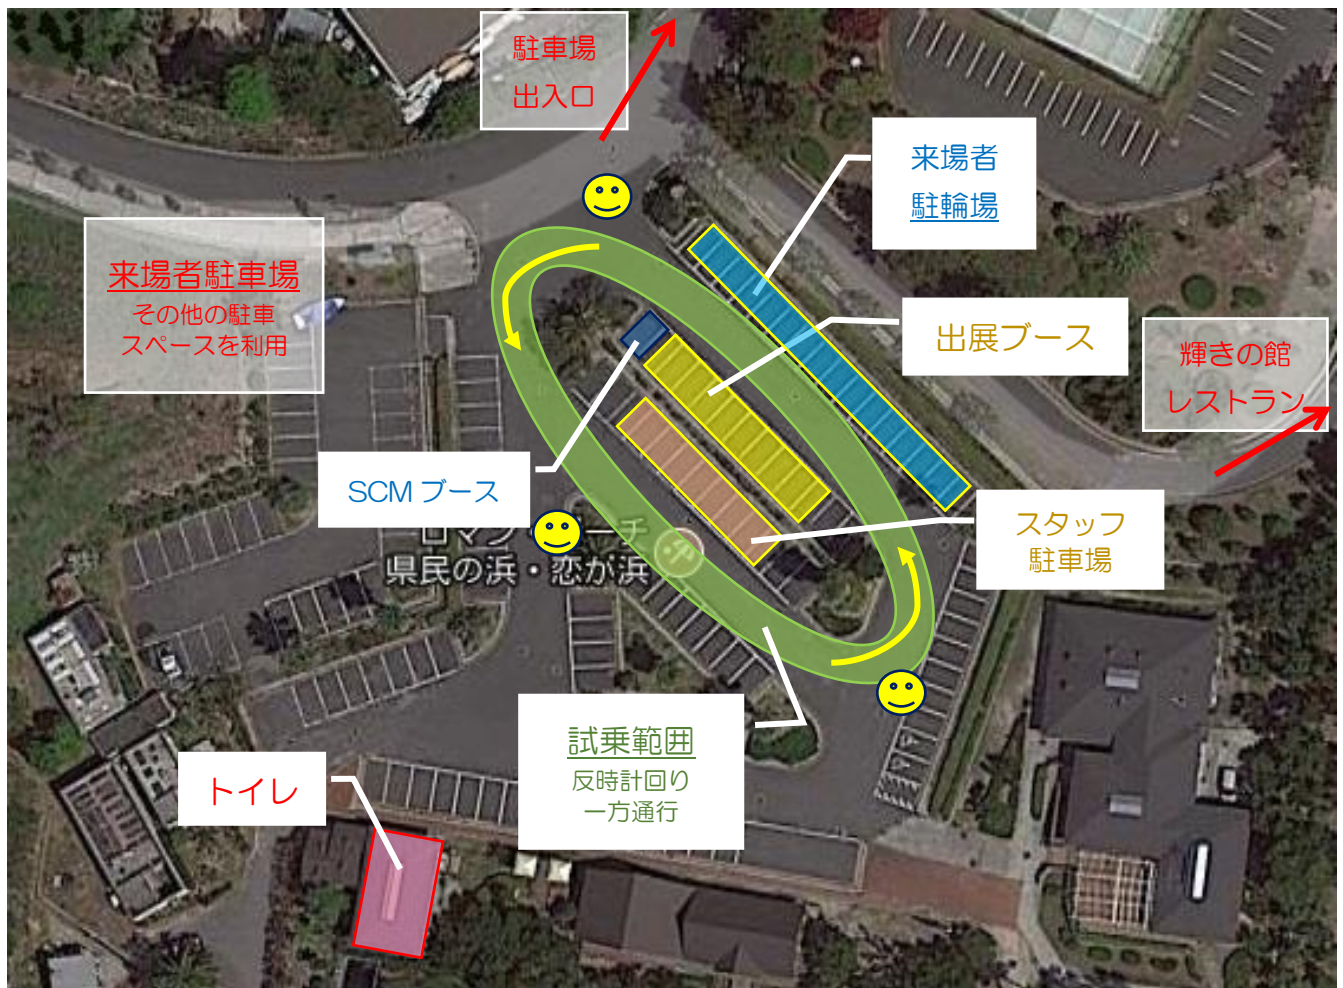 駐車場
出入口
来場者
駐輪場
来場者駐車場
その他の駐車
スペースを利用
出展ブース
輝きの館
レストラン
SCM ブース
スタッフ
駐車場
県民の浜・恋が浜
試乗範囲
反時計回り
一方通行
トイレ